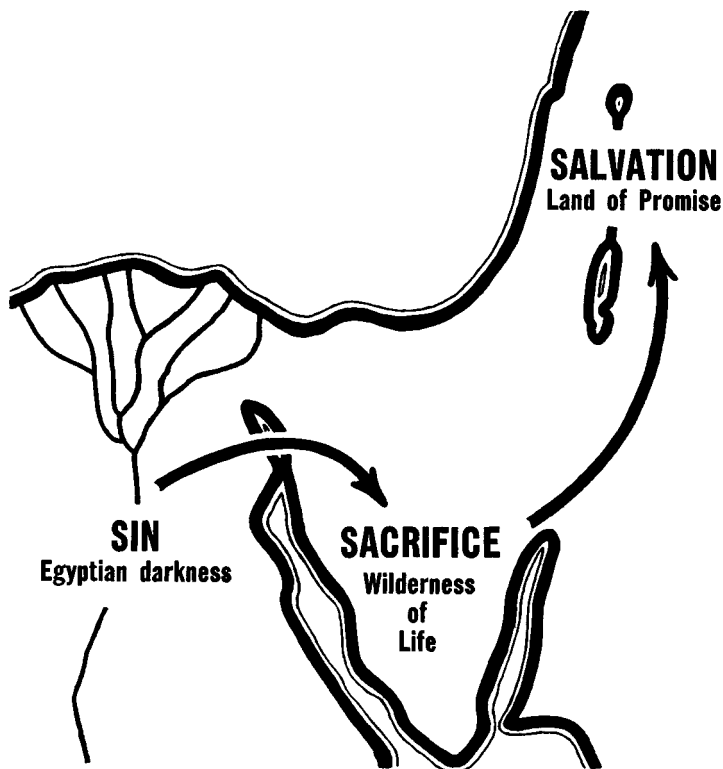 SALVATION
Land of Promise
SIN
Egyptian darkness
SACRIFICE
Wilderness
of
Life